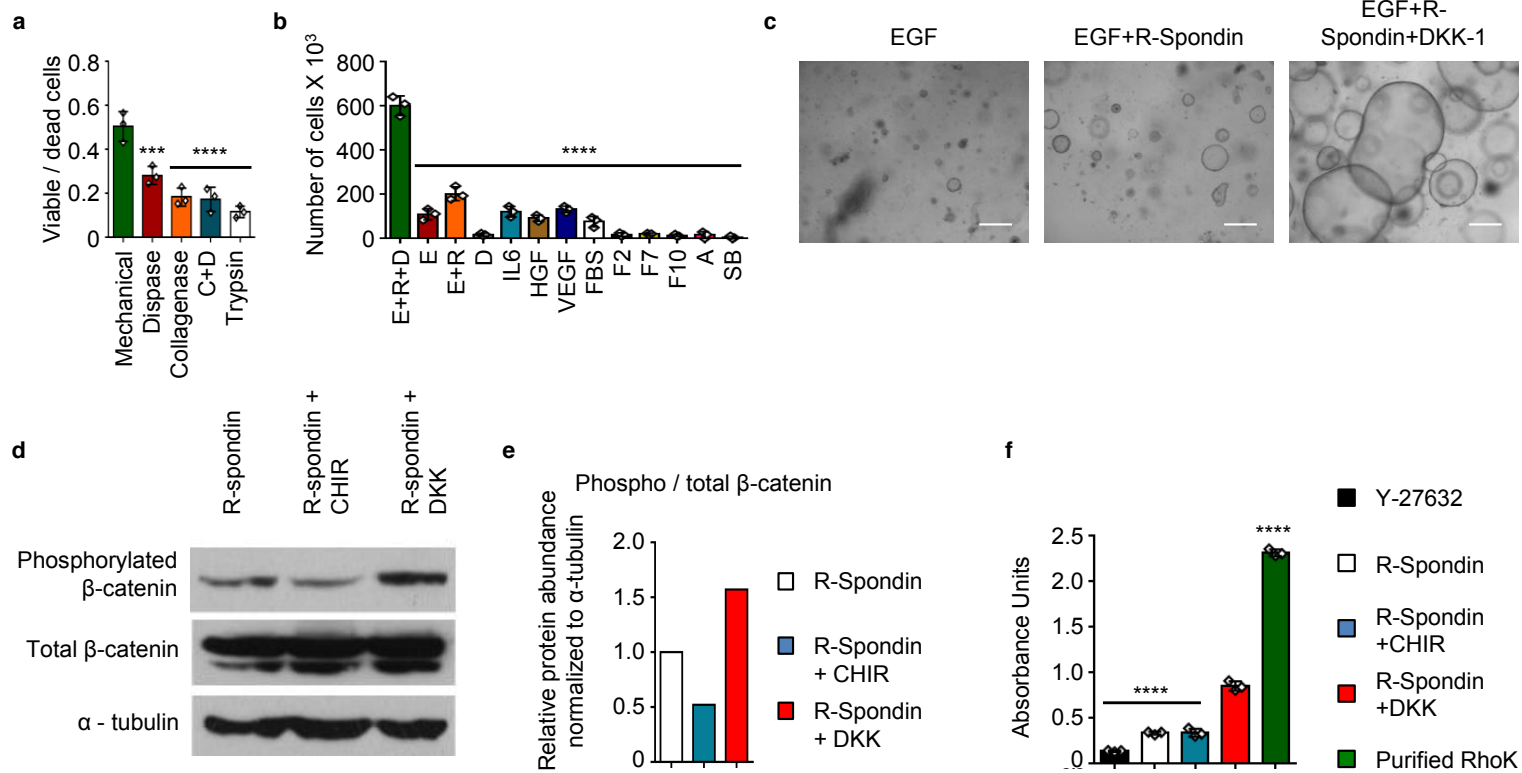 a
Viable / dead cells
0.8
0.6
0.4
0.2
0
***
****
Mechanical
Dispase
Collagenase
C+D
Trypsin
b
Number of cells X 10³
800
600
400
200
0
****
E+R+D
E
E+R
D
IL6
HGF
VEGF
FBS
F2
F7
F10
A
SB
c
EGF
EGF+R-Spondin
EGF+R-
Spondin+DKK-1
d
R-spondin
R-spondin +
CHIR
R-spondin +
DKK
Phosphorylated
β-catenin
Total β-catenin
α - tubulin
e
Phospho / total β-catenin
Relative protein abundance
normalized to α-tubulin
2.0
1.5
1.0
0.5
0
R-Spondin
R-Spondin
+ CHIR
R-Spondin
+ DKK
f
Absorbance Units
2.5
2.0
1.5
1.0
0.5
0
****
****
Y-27632
R-Spondin
R-Spondin
+CHIR
R-Spondin
+DKK
Purified RhoK